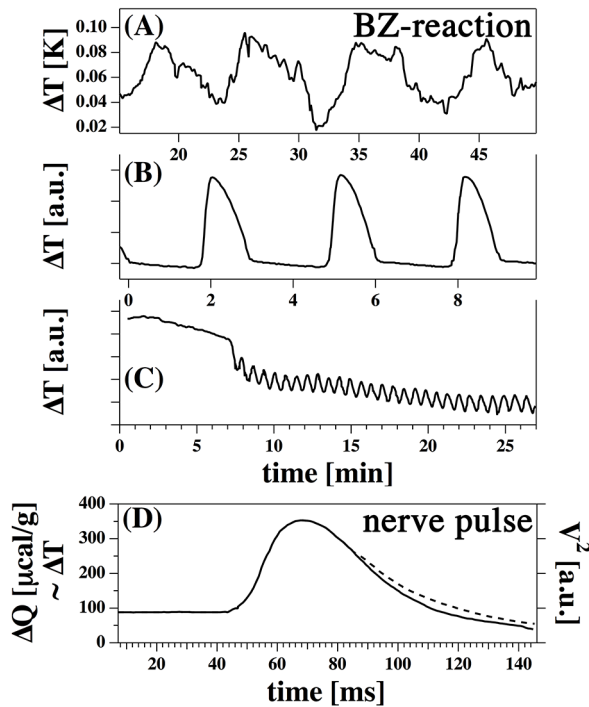 (A) BZ-reaction
ΔT [K]
0.10
0.08
0.06
0.04
0.02
20 25 30 35 40 45
(B)
ΔT [a.u.]
0 2 4 6 8
(C)
ΔT [a.u.]
0 5 10 15 20 25
time [min]
(D) nerve pulse
ΔQ [μcal/g]
~ ΔT
400
300
200
100
0
V² [a.u.]
20 40 60 80 100 120 140
time [ms]